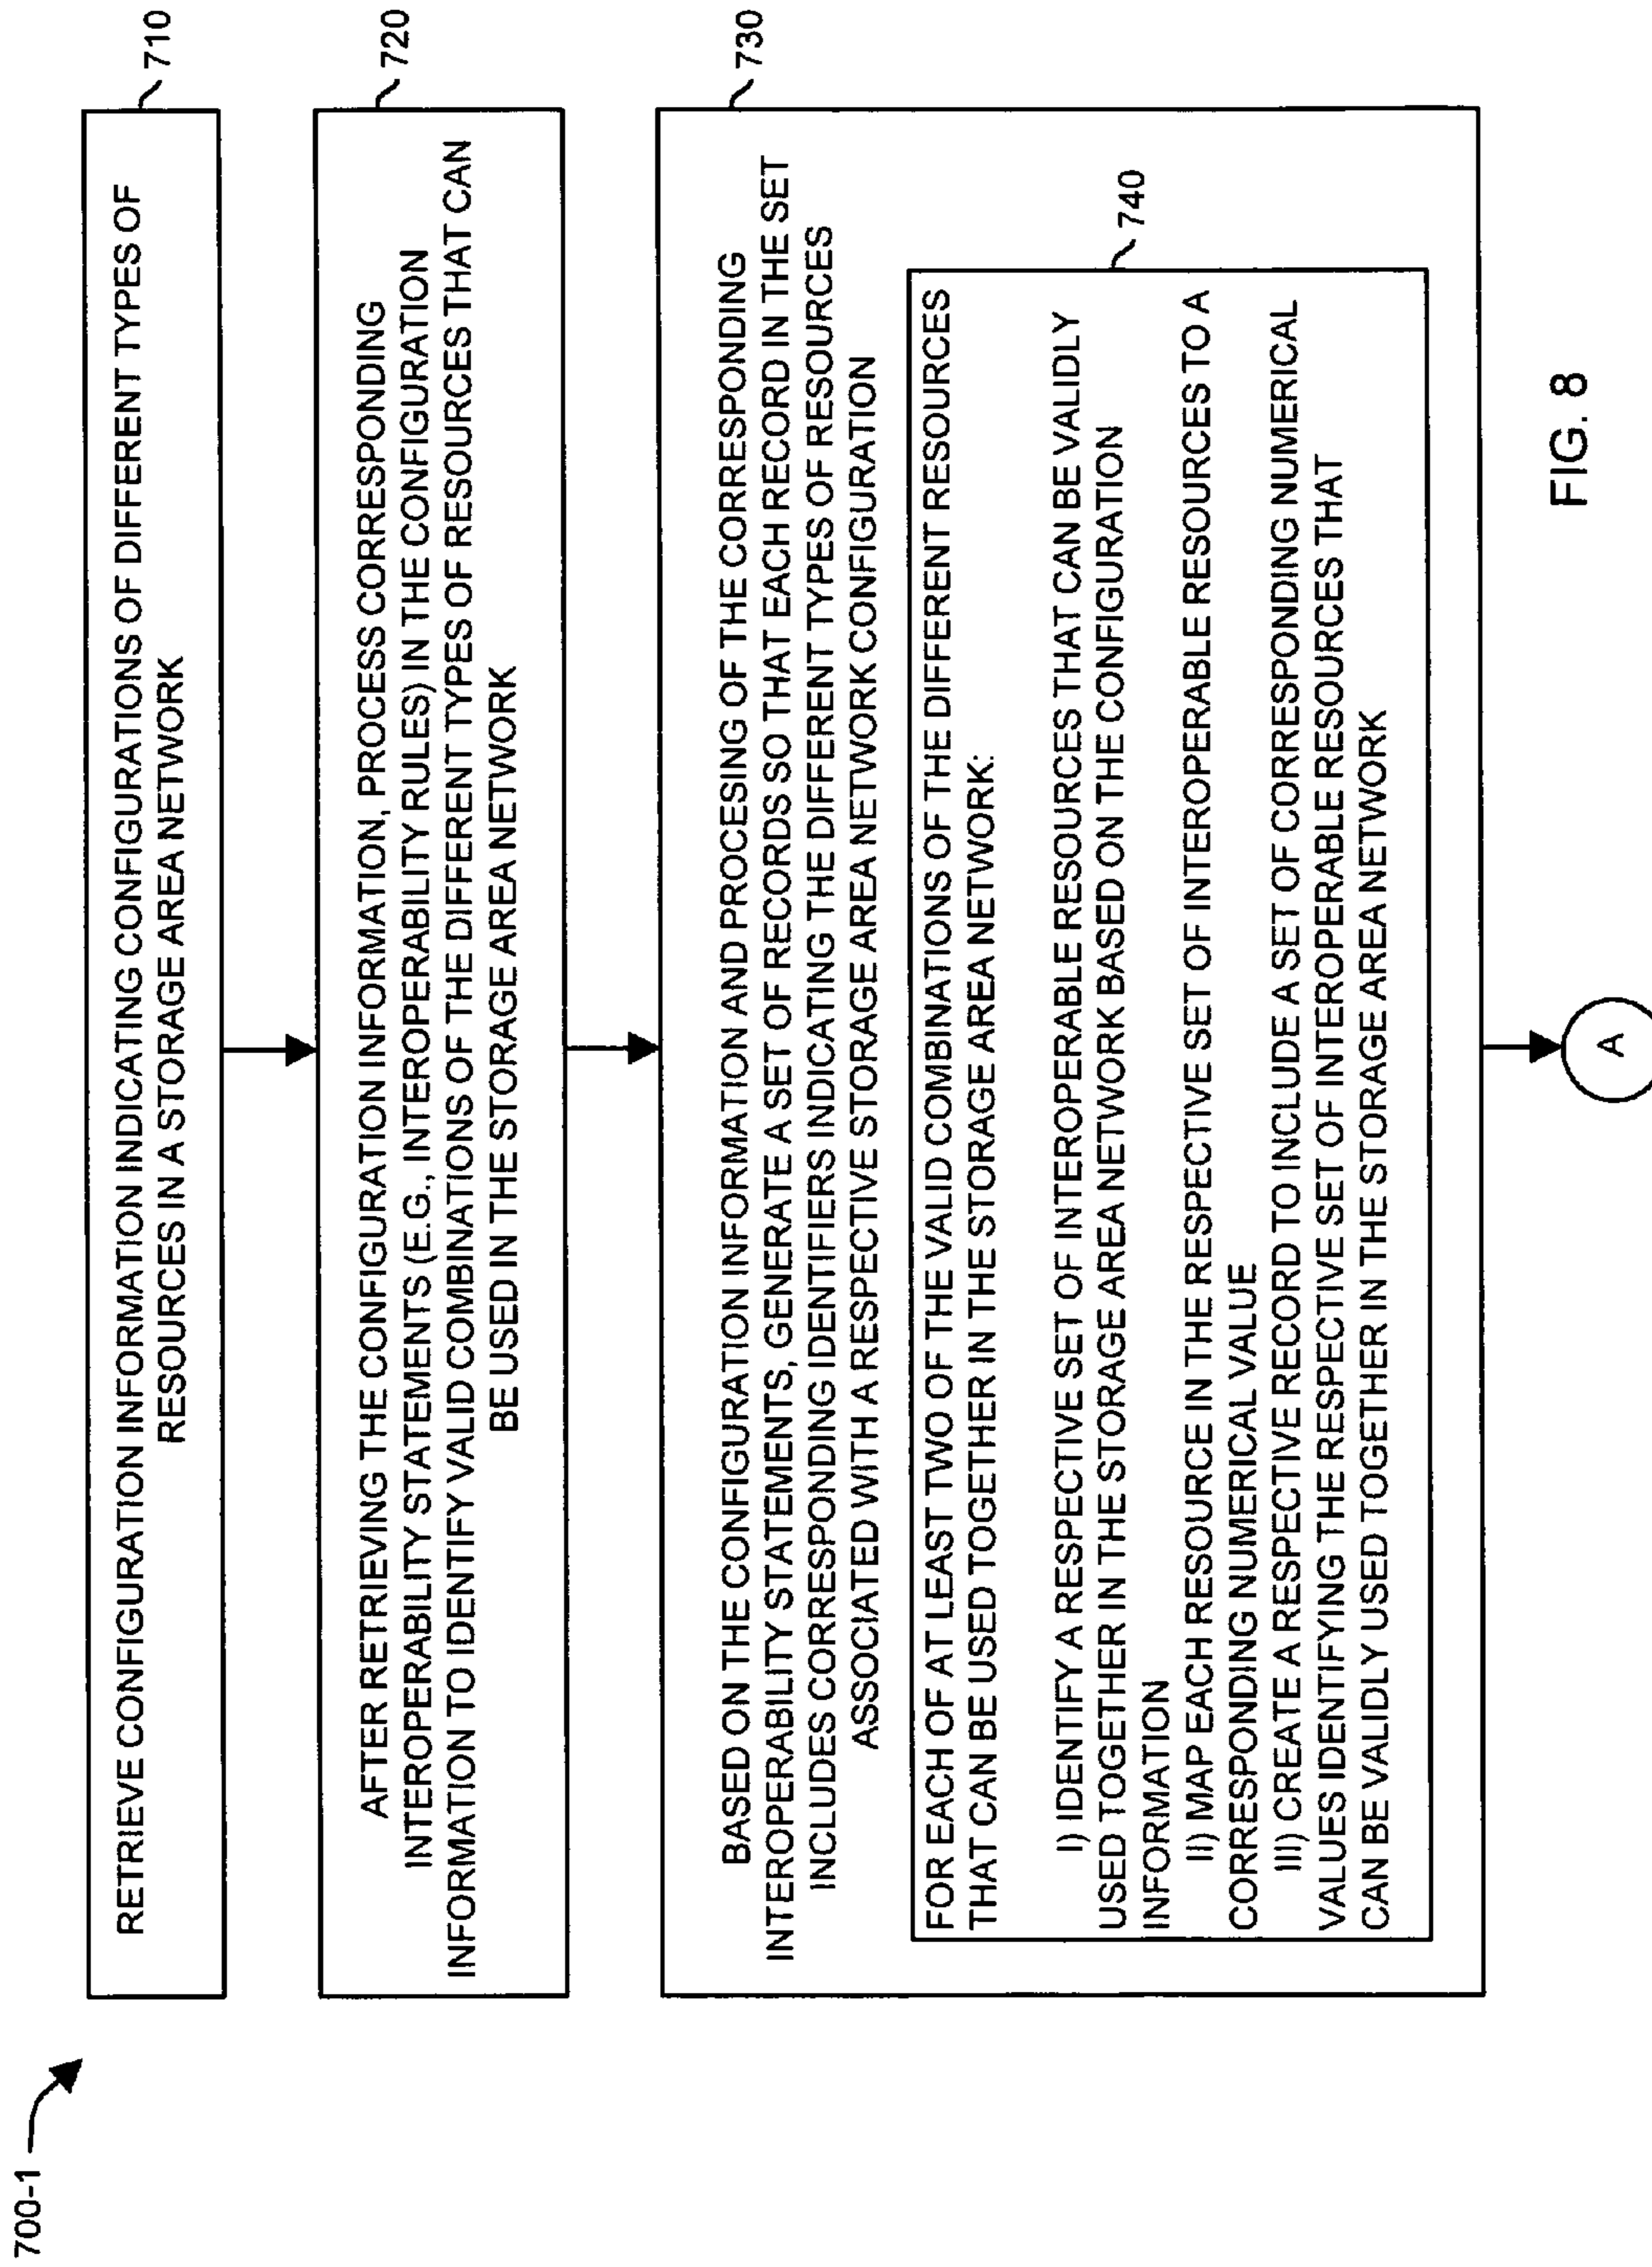 700-1
710
RETRIEVE CONFIGURATION INFORMATION INDICATING CONFIGURATIONS OF DIFFERENT TYPES OF
RESOURCES IN A STORAGE AREA NETWORK
720
AFTER RETRIEVING THE CONFIGURATION INFORMATION, PROCESS CORRESPONDING
INTEROPERABILITY STATEMENTS (E.G., INTEROPERABILITY RULES) IN THE CONFIGURATION
INFORMATION TO IDENTIFY VALID COMBINATIONS OF THE DIFFERENT TYPES OF RESOURCES THAT CAN
BE USED IN THE STORAGE AREA NETWORK
730
BASED ON THE CONFIGURATION INFORMATION AND PROCESING OF THE CORRESPONDING
INTEROPERABILITY STATEMENTS, GENERATE A SET OF RECORDS SO THAT EACH RECORD IN THE SET
INCLUDES CORRESPONDING IDENTIFIERS INDICATING THE DIFFERENT TYPES OF RESOURCES
ASSOCIATED WITH A RESPECTIVE STORAGE AREA NETWORK CONFIGURATION
740
FOR EACH OF AT LEAST TWO OF THE VALID COMBINATIONS OF THE DIFFERENT RESOURCES
THAT CAN BE USED TOGETHER IN THE STORAGE AREA NETWORK:
I) IDENTIFY A RESPECTIVE SET OF INTEROPERABLE RESOURCES THAT CAN BE VALIDLY
USED TOGETHER IN THE STORAGE AREA NETWORK BASED ON THE CONFIGURATION
INFORMATION
II) MAP EACH RESOURCE IN THE RESPECTIVE SET OF INTEROPERABLE RESOURCES TO A
CORRESPONDING NUMERICAL VALUE
III) CREATE A RESPECTIVE RECORD TO INCLUDE A SET OF CORRESPONDING NUMERICAL
VALUES IDENTIFYING THE RESPECTIVE SET OF INTEROPERABLE RESOURCES THAT
CAN BE VALIDLY USED TOGETHER IN THE STORAGE AREA NETWORK
A
FIG. 8